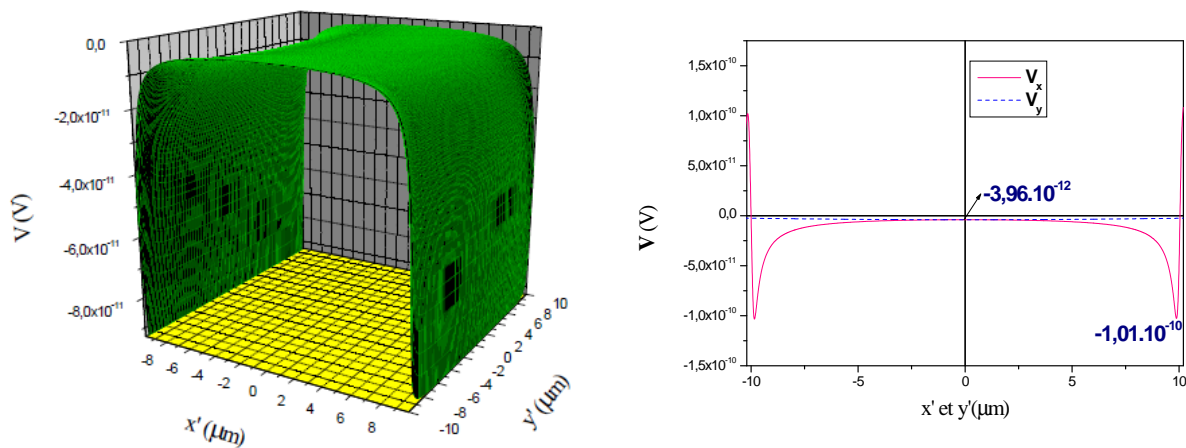 0,0
-2,0x10⁻¹¹
-4,0x10⁻¹¹
-6,0x10⁻¹¹
-8,0x10⁻¹¹
V (V)
-8 -6 -4 -2 0 2 4 6 8
x' (μm)
-10 -8 -6 -4 -2 0 2 4 6 8 10
y' (μm)
1,5x10⁻¹⁰
1,0x10⁻¹⁰
5,0x10⁻¹¹
0,0
-5,0x10⁻¹¹
-1,0x10⁻¹⁰
-1,5x10⁻¹⁰
V (V)
Vₓ
V_y
-3,96.10⁻¹²
-1,01.10⁻¹⁰
-10 -5 0 5 10
x' et y'(μm)